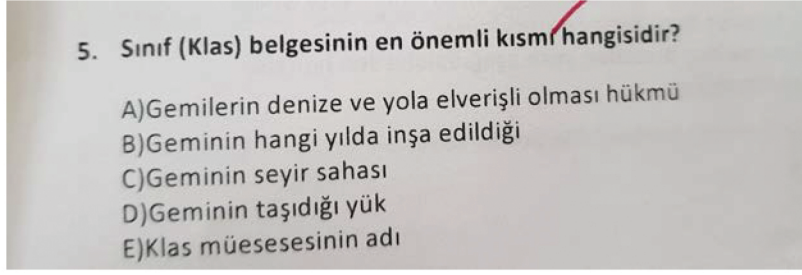 5. Sınıf (Klas) belgesinin en önemli kısmı hangisidir?
A)Gemilerin denize ve yola elverişli olması hükmü
B)Geminin hangi yılda inşa edildiği
C)Geminin seyir sahası
D)Geminin taşıdığı yük
E)Klas müesesesinin adı